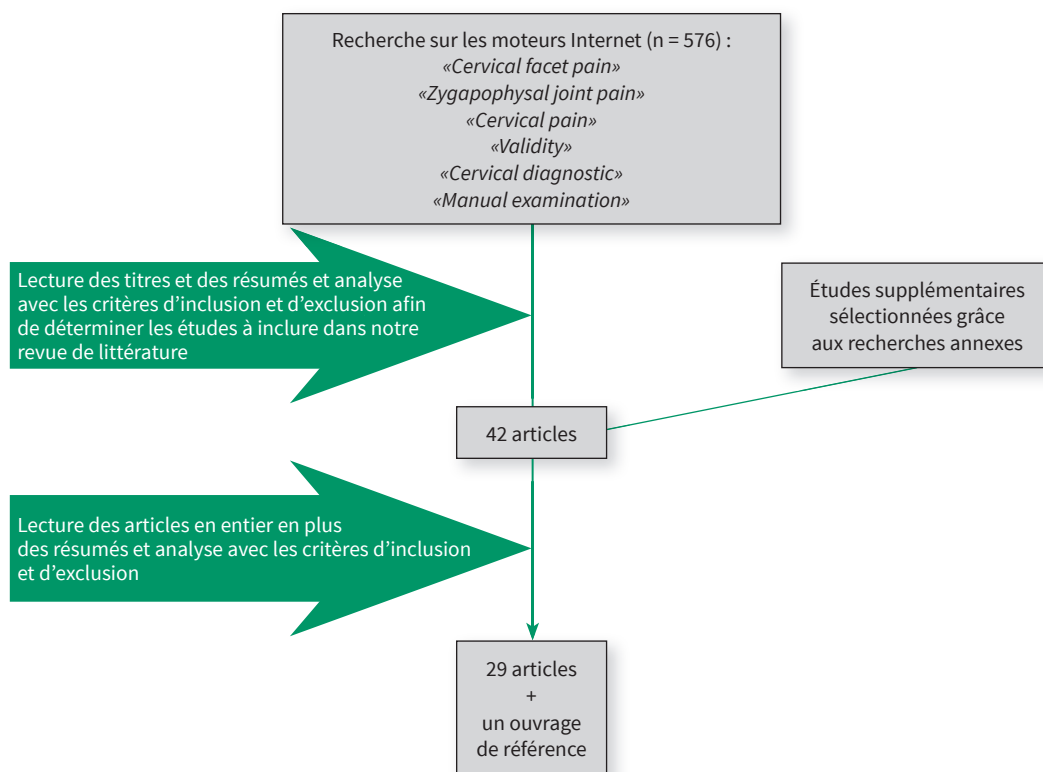 Recherche sur les moteurs Internet (n = 576) :
«Cervical facet pain»
«Zygapophysal joint pain»
«Cervical pain»
«Validity»
«Cervical diagnostic»
«Manual examination»
Lecture des titres et des résumés et analyse
avec les critères d’inclusion et d’exclusion afin
de déterminer les études à inclure dans notre
revue de littérature
Études supplémentaires
sélectionnées grâce
aux recherches annexes
42 articles
Lecture des articles en entier en plus
des résumés et analyse avec les critères d’inclusion
et d’exclusion
29 articles
+
un ouvrage
de référence